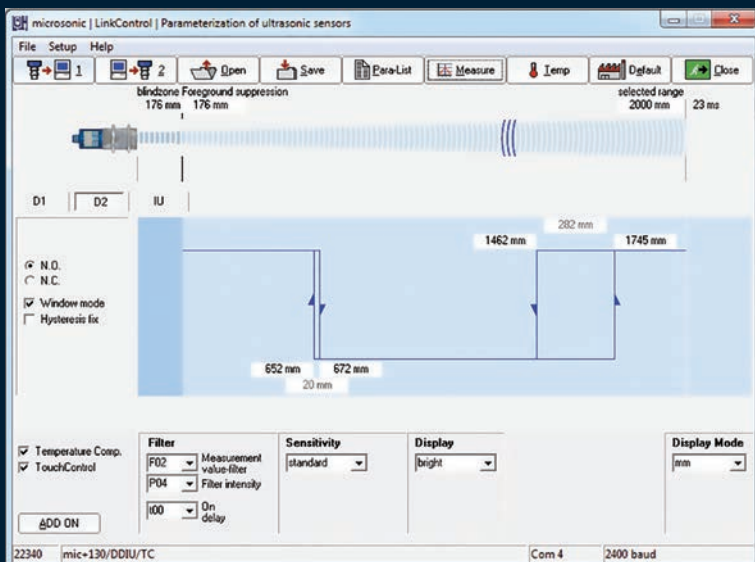 microsonic | LinkControl | Parameterization of ultrasonic sensors
File Setup Help
1 2 Open Save Para-List Measure Temp Default Close
blindzone Foreground suppression selected range
176 mm 176 mm 2000 mm 23 ms
D1 D2 IU
282 mm
1462 mm 1745 mm
N.O.
N.C.
Window mode
Hysteresis fix
652 mm 672 mm
20 mm
Temperature Comp.
TouchControl
ADD ON
Filter
F02 Measurement
value-filter
P04 Filter intensity
t00 On
delay
Sensitivity
standard
Display
bright
Display Mode
mm
22340 mic+130/DDIU/TC Com 4 2400 baud